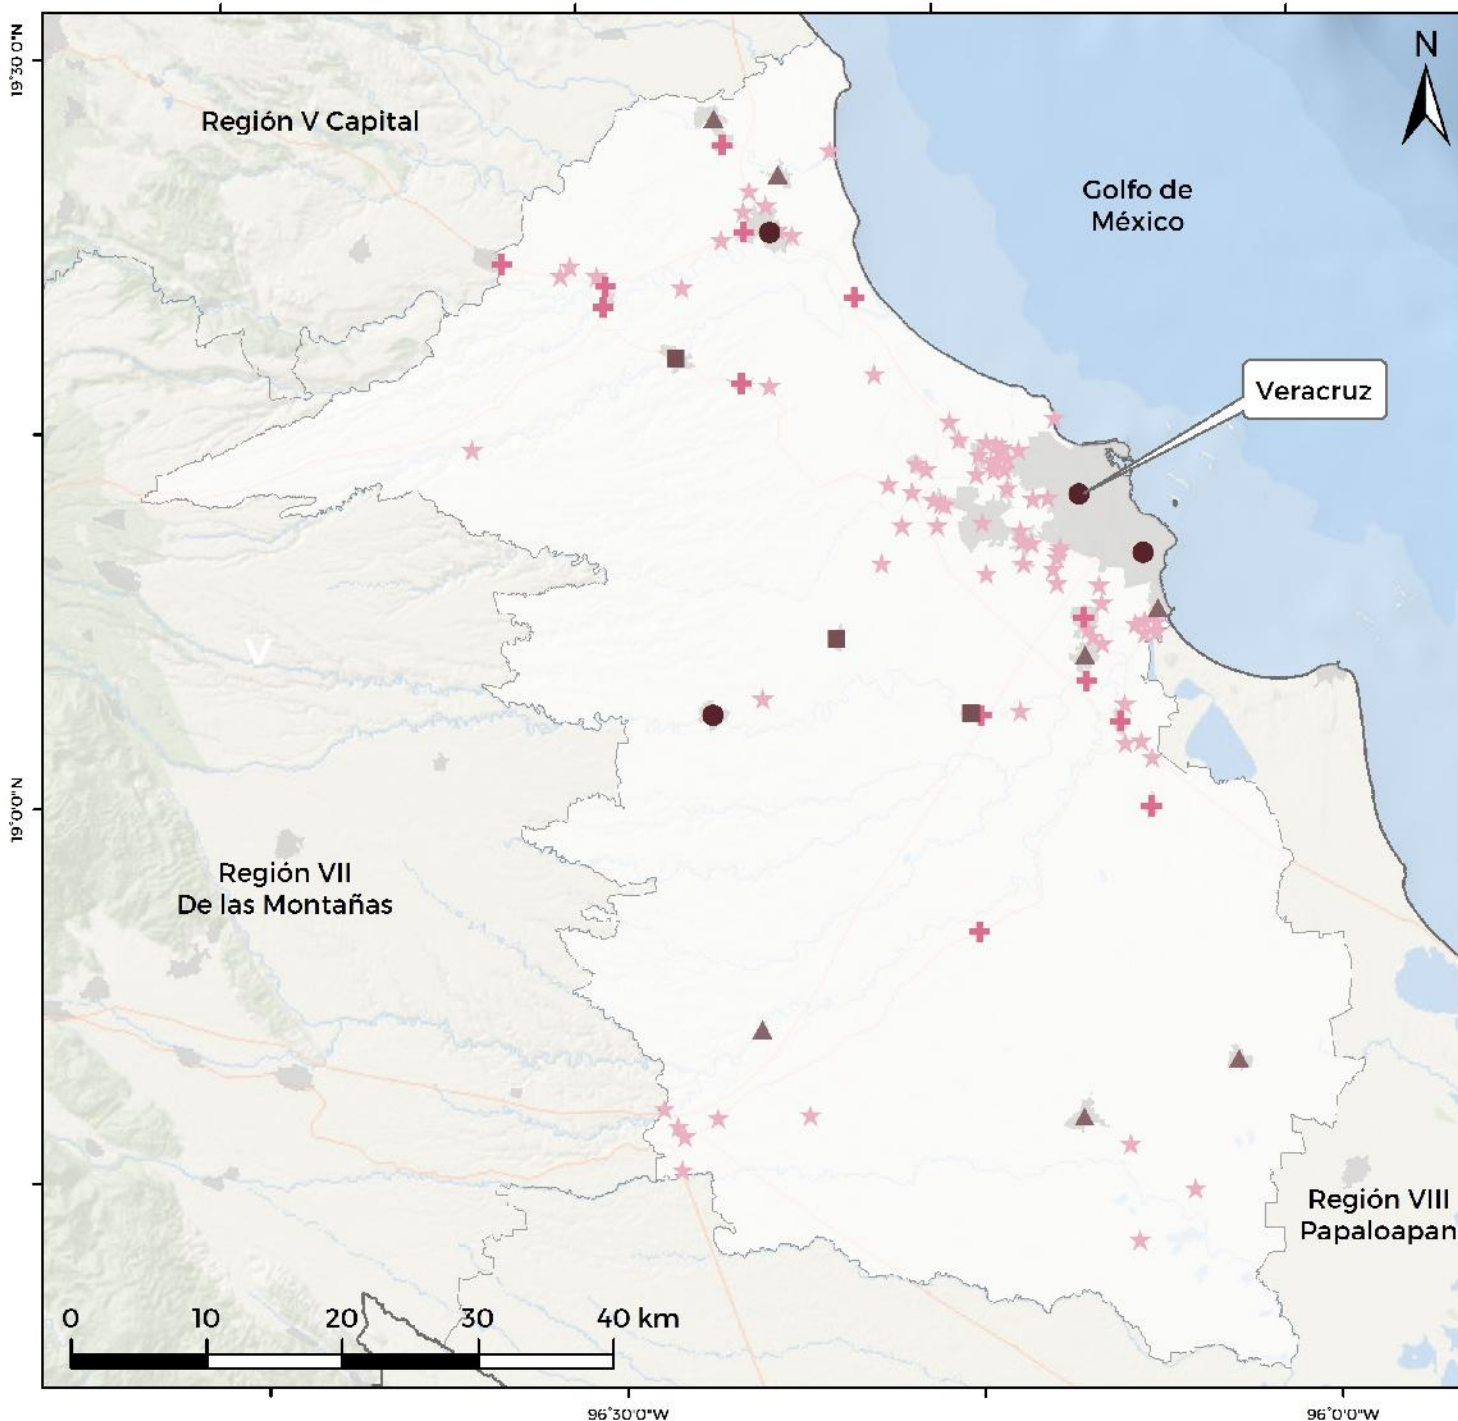 19°30'0"N
N
Región V Capital
Golfo de
México
Veracruz
V
19°0'0"N
Región VII
De las Montañas
Región VIII
Papaloapan
0 10 20 30 40 km
96°30'0"W
96°0'0"W